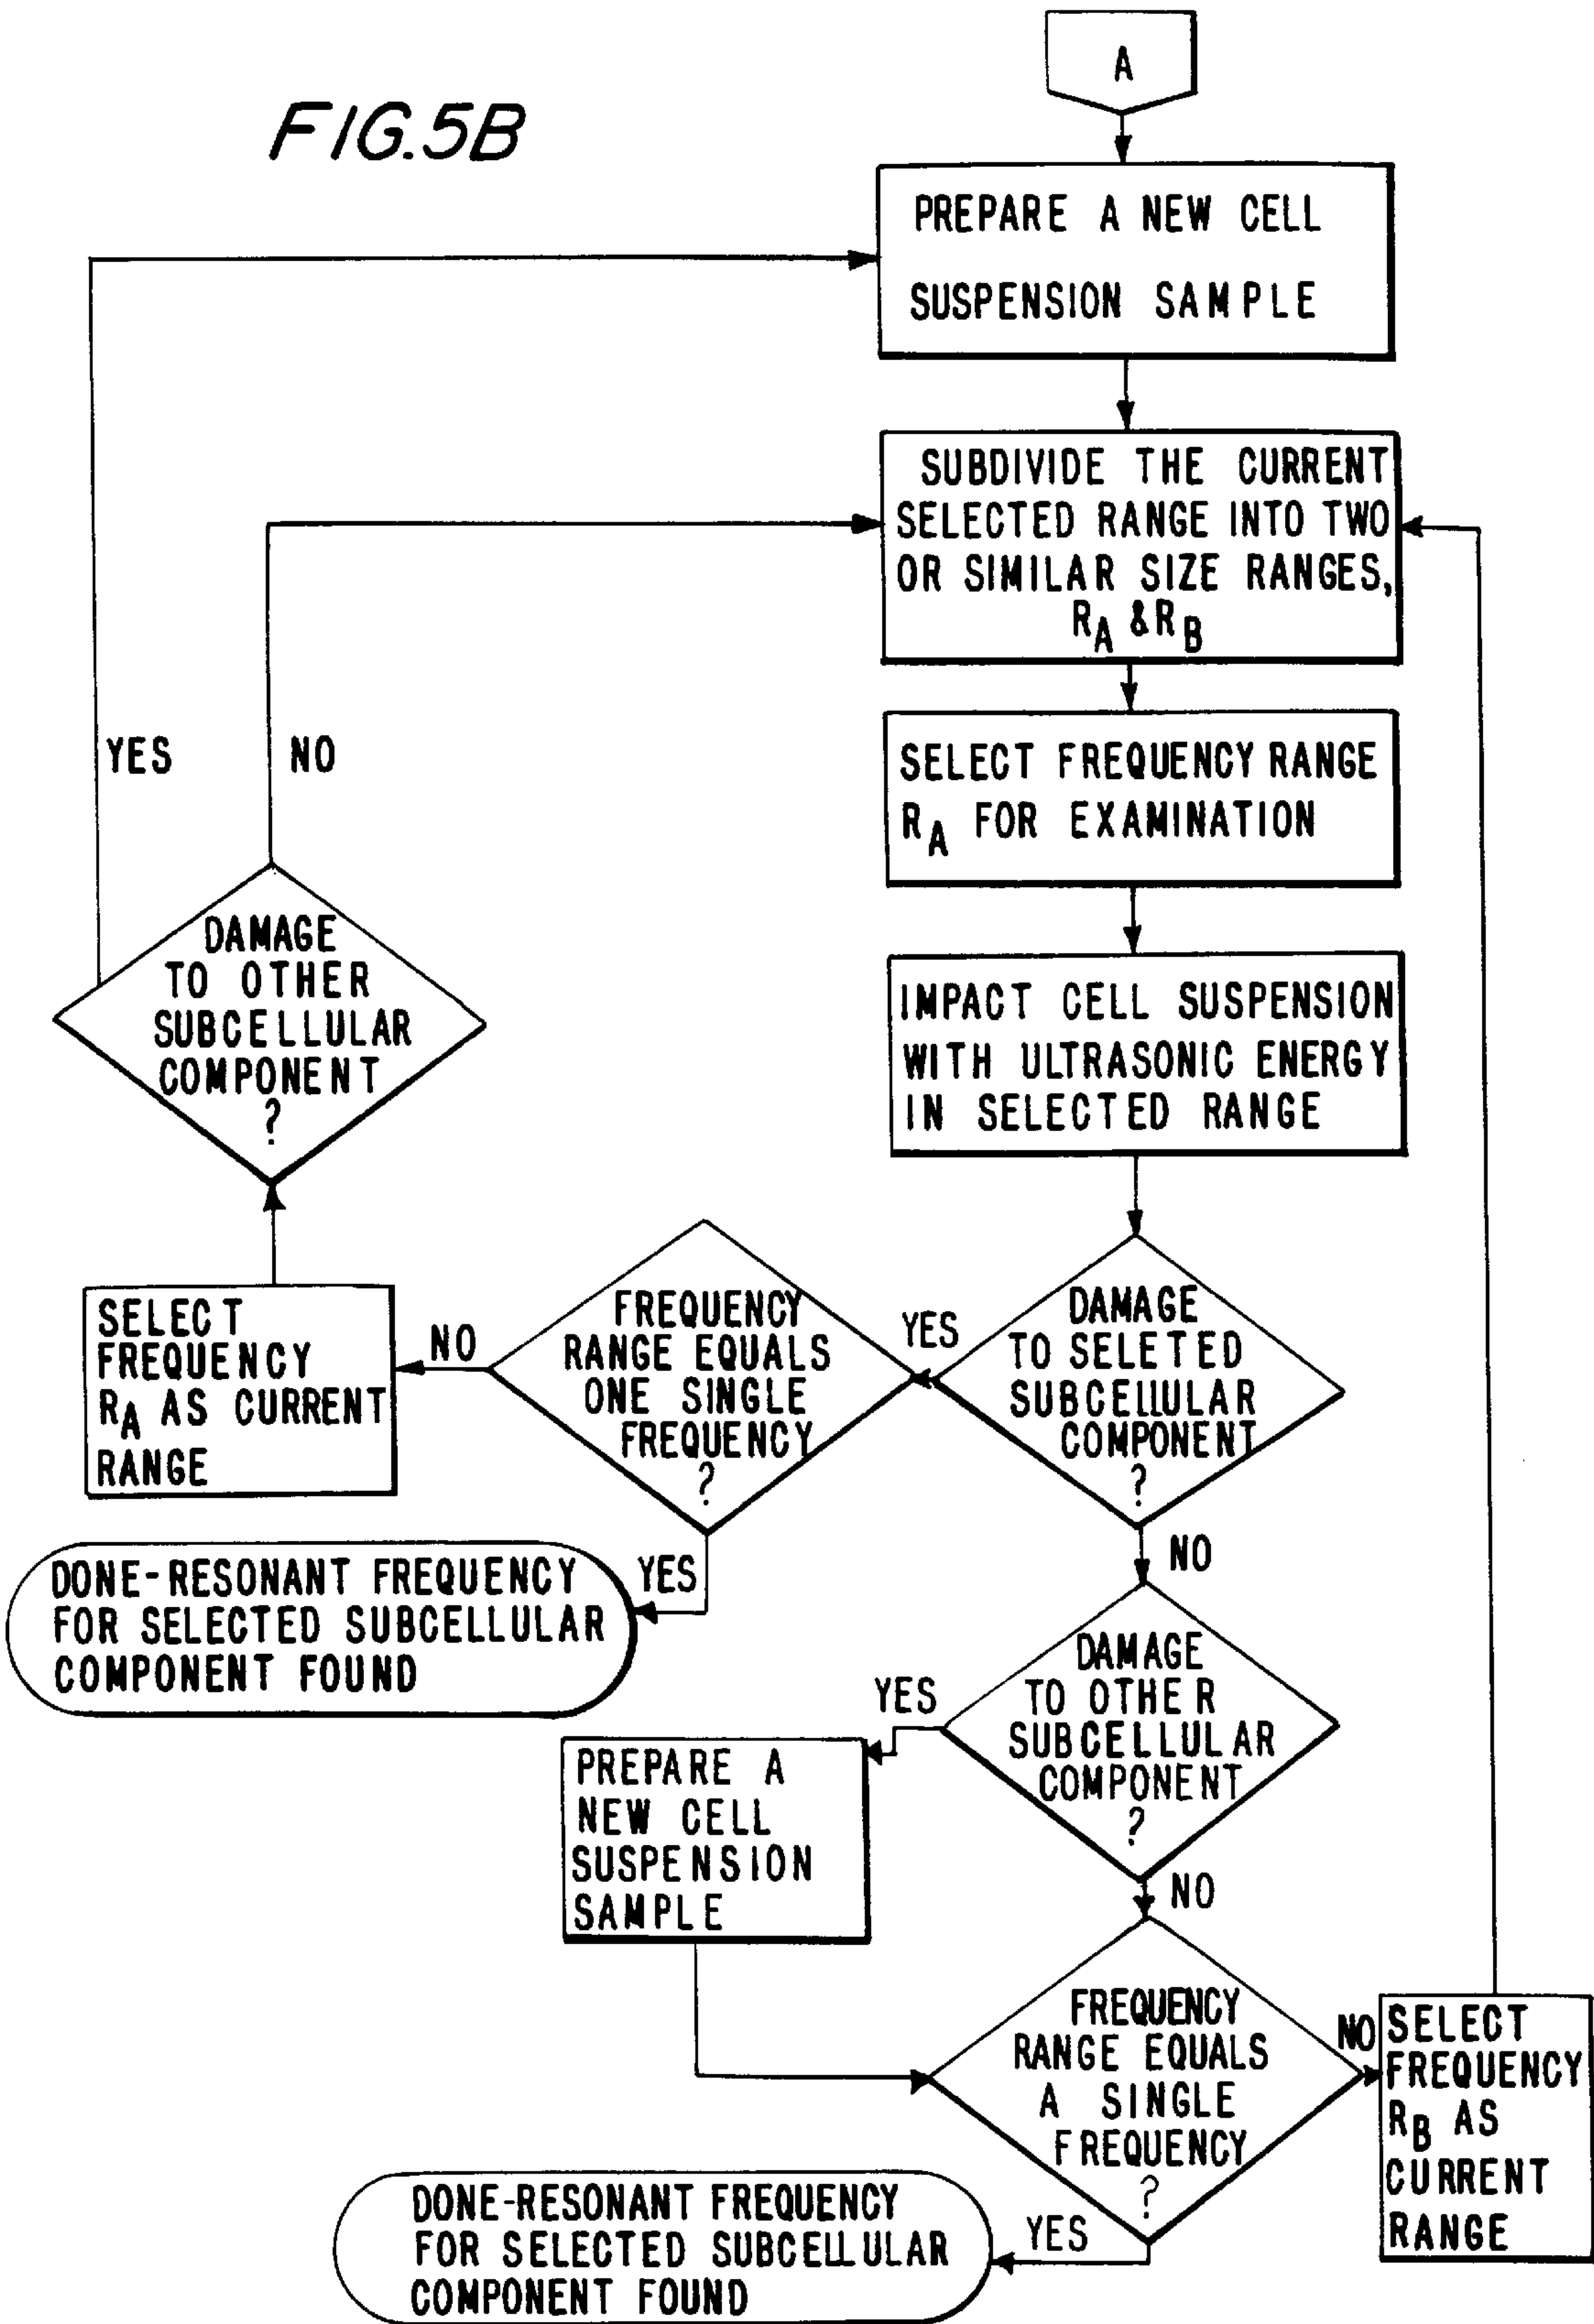 FIG.5B
A
PREPARE A NEW CELL
SUSPENSION SAMPLE
SUBDIVIDE THE CURRENT
SELECTED RANGE INTO TWO
OR SIMILAR SIZE RANGES,
RA &RB
YES
NO
SELECT FREQUENCY RANGE
RA FOR EXAMINATION
DAMAGE
TO OTHER
SUBCELLULAR
COMPONENT
?
IMPACT CELL SUSPENSION
WITH ULTRASONIC ENERGY
IN SELECTED RANGE
SELECT
FREQUENCY
RA AS CURRENT
RANGE
NO
FREQUENCY
RANGE EQUALS
ONE SINGLE
FREQUENCY
?
YES
DAMAGE
TO SELETED
SUBCELLULAR
COMPONENT
?
DONE-RESONANT FREQUENCY
FOR SELECTED SUBCELLULAR
COMPONENT FOUND
YES
NO
DAMAGE
TO OTHER
SUBCELLULAR
COMPONENT
?
YES
PREPARE A
NEW CELL
SUSPENSION
SAMPLE
NO
FREQUENCY
RANGE EQUALS
A SINGLE
FREQUENCY
?
NO
SELECT
FREQUENCY
RB AS
CURRENT
RANGE
YES
DONE-RESONANT FREQUENCY
FOR SELECTED SUBCELLULAR
COMPONENT FOUND